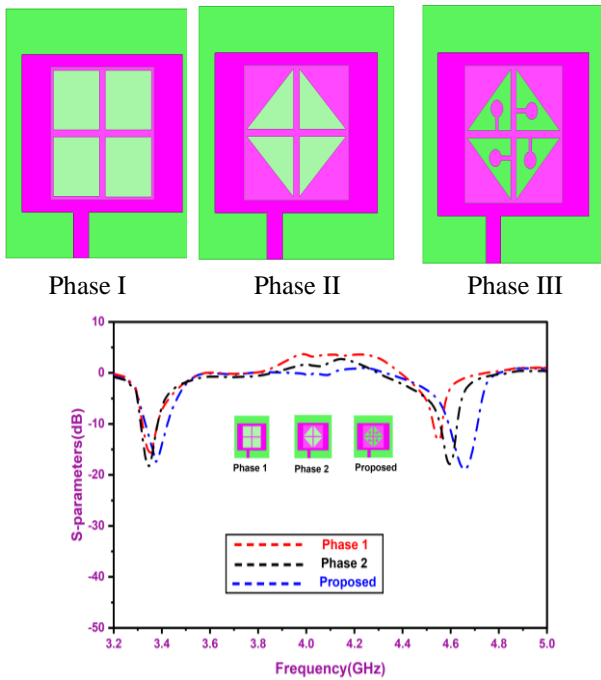 Phase I Phase II Phase III
10
0
-10
-20
-30
-40
-50
S-parameters(dB)
Phase 1 Phase 2 Proposed
Phase 1
Phase 2
Proposed
3.2 3.4 3.6 3.8 4.0 4.2 4.4 4.6 4.8 5.0
Frequency(GHz)